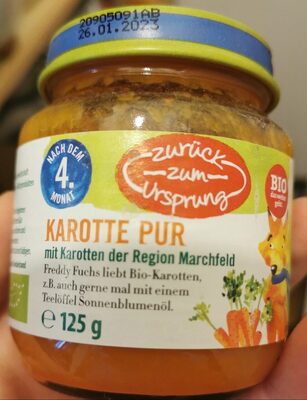 20905091AB
26.01.2023
NACH DEM
4.
MONAT
zurück
zum
Ursprung
BIO
KAROTTE PUR
mit Karotten der Region Marchfeld
Freddy Fuchs liebt Bio-Karotten,
z.B. auch gerne mal mit einem
Teelöffel Sonnenblumenöl.
e 125 g